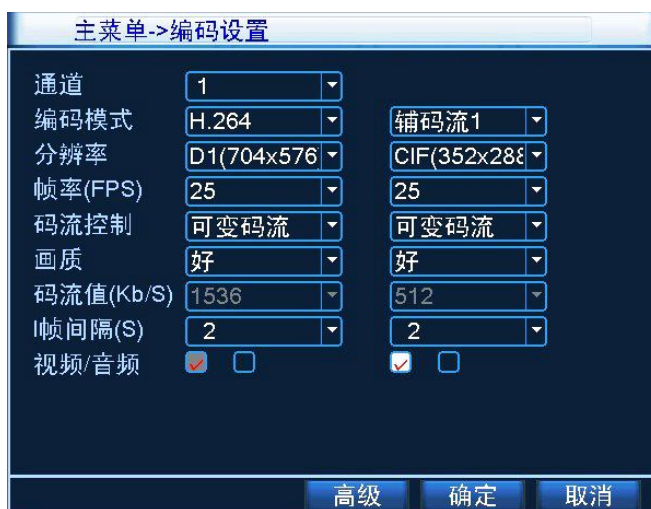 主菜单->编码设置
通道 1
编码模式 H.264 辅码流1
分辨率 D1(704x576 CIF(352x288
帧率(FPS) 25 25
码流控制 可变码流 可变码流
画质 好 好
码流值(Kb/S) 1536 512
I帧间隔(S) 2 2
视频/音频
高级 确定 取消